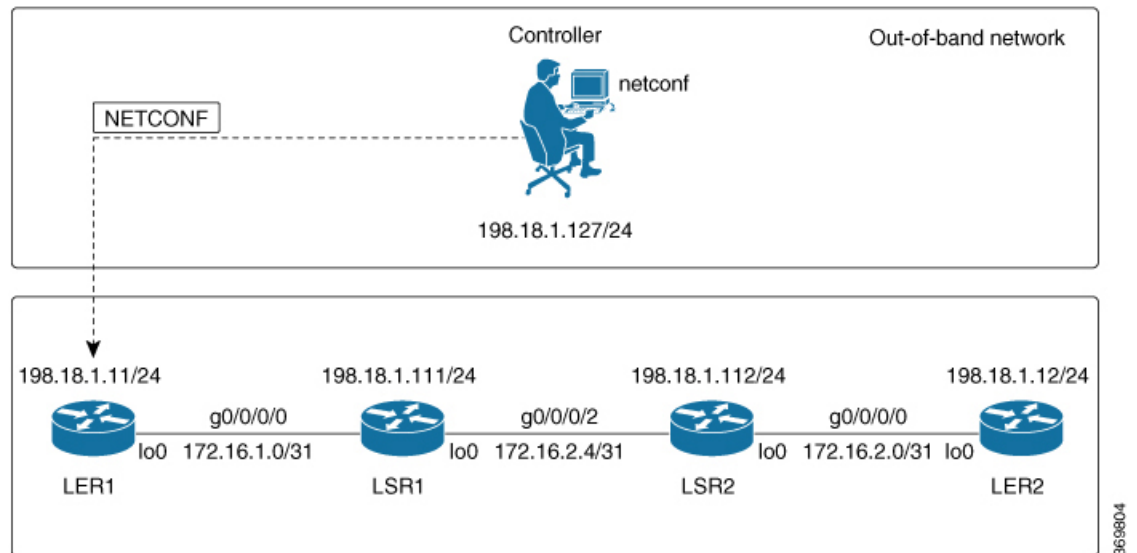 Controller
Out-of-band network
netconf
NETCONF
198.18.1.127/24
198.18.1.11/24
198.18.1.111/24
198.18.1.112/24
198.18.1.12/24
g0/0/0/0
g0/0/0/2
g0/0/0/0
lo0
172.16.1.0/31
lo0
172.16.2.4/31
lo0
172.16.2.0/31
lo0
LER1
LSR1
LSR2
LER2
369804